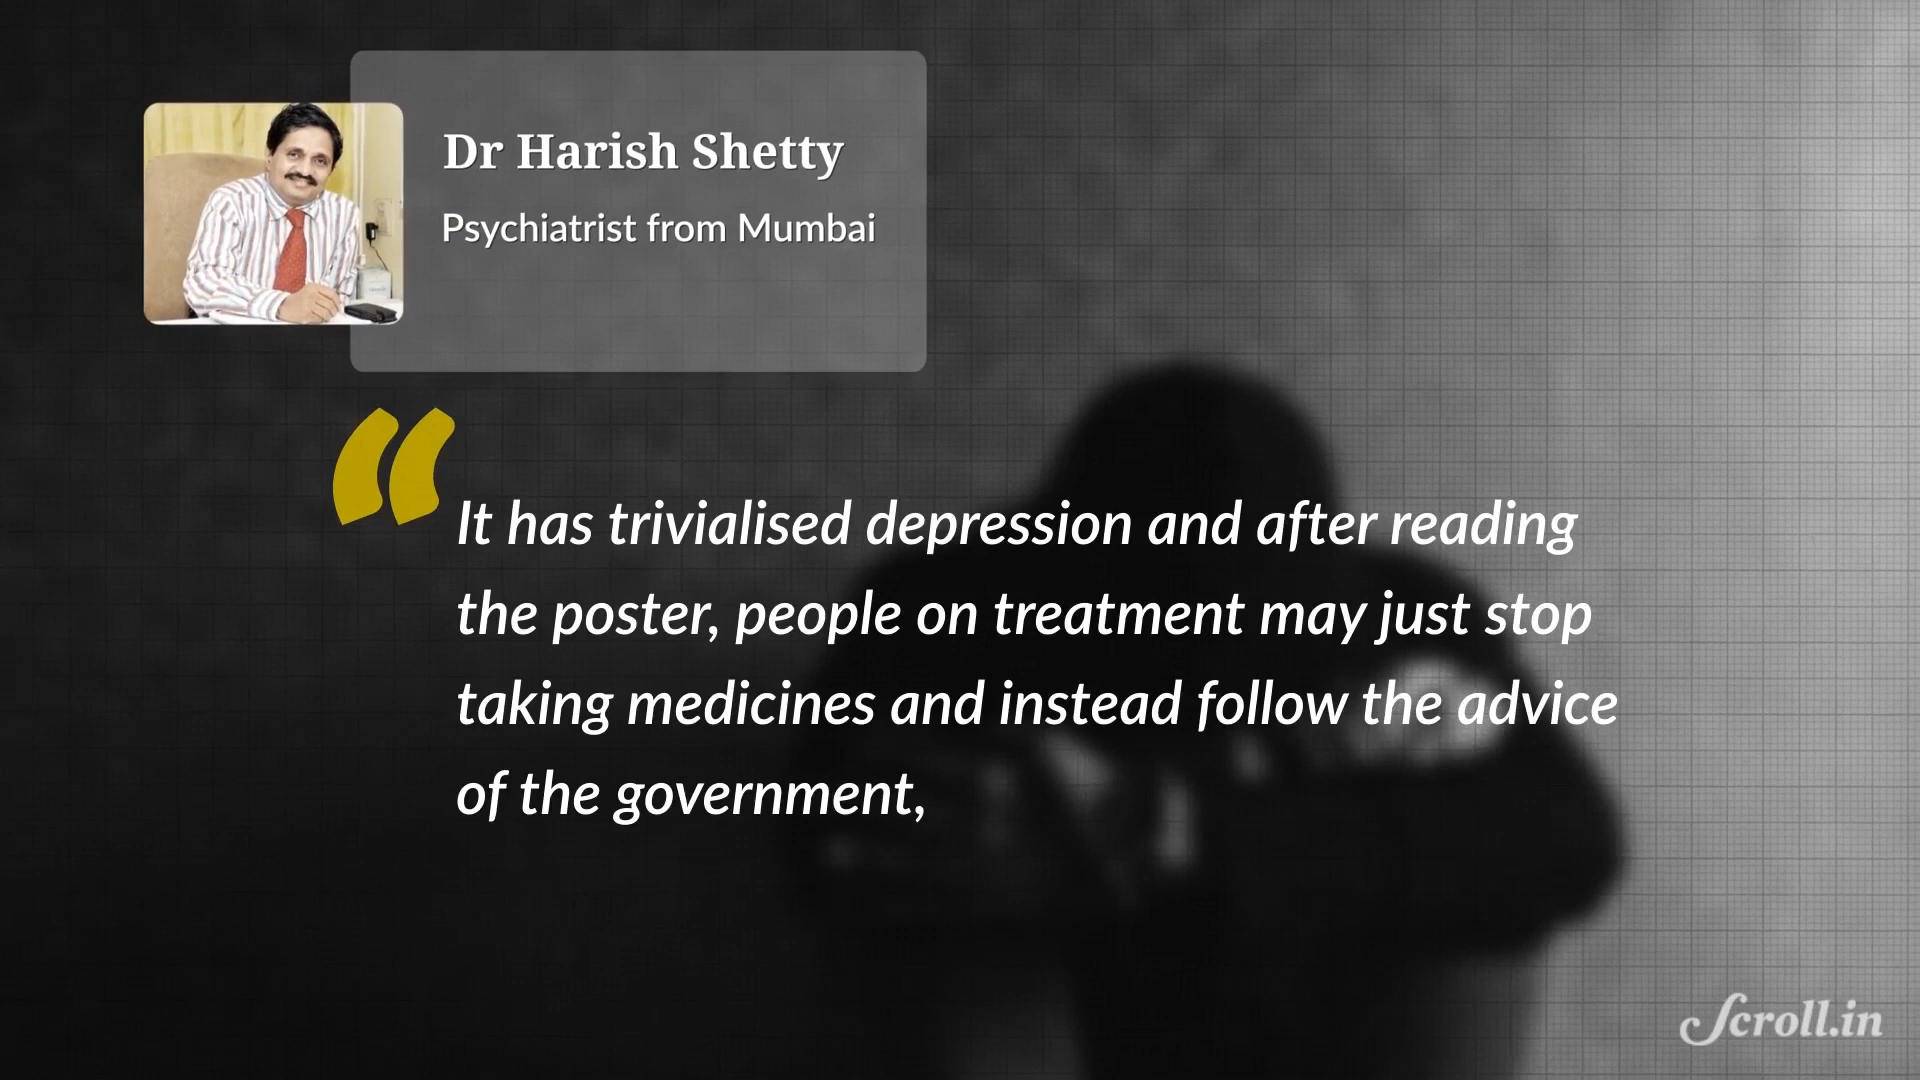 Dr Harish Shetty
Psychiatrist from Mumbai
“ It has trivialised depression and after reading
the poster, people on treatment may just stop
taking medicines and instead follow the advice
of the government,
Scroll.in